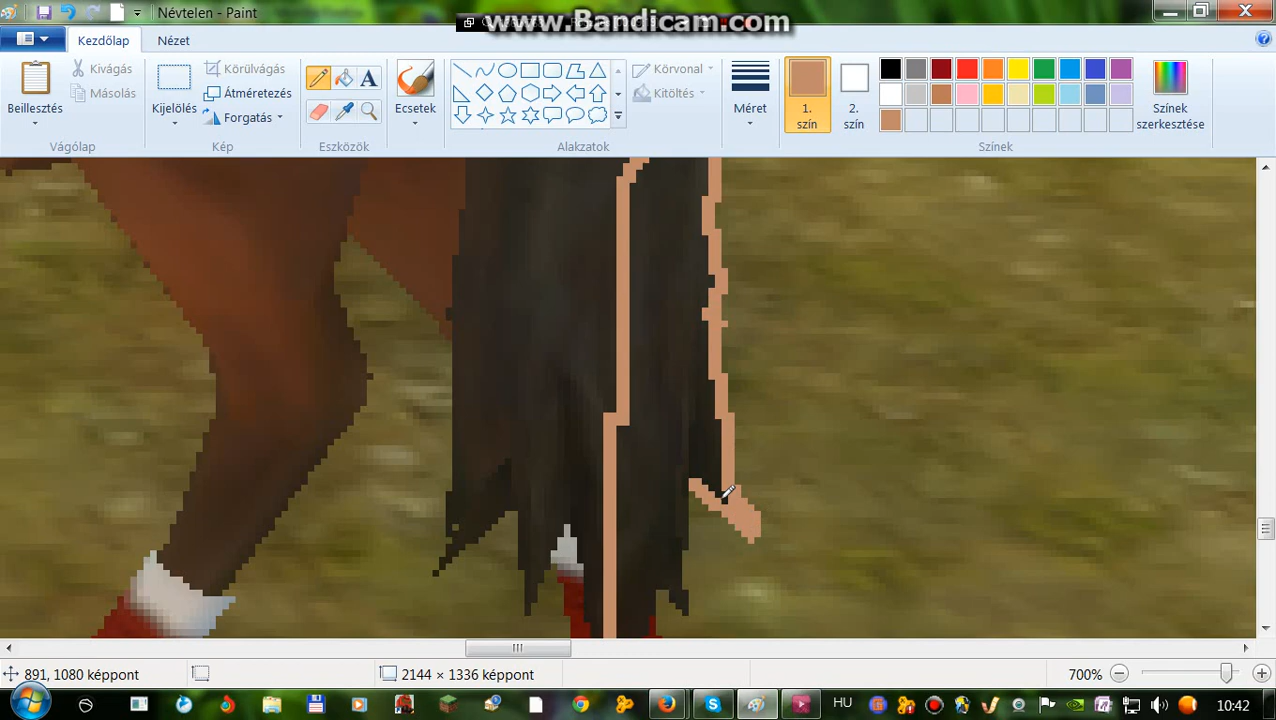 Névtelen - Paint
www.Bandicam.com
Kezdőlap
Nézet
Beillesztés
Kivágás
Másolás
Vágólap
Kijelölés
Körülvágás
Átméretezés
Forgatás
Kép
A
Eszközök
Ecsetek
Körvonal
Kitöltés
Alakzatok
Méret
1. szín
2. szín
Színek szerkesztése
Színek
891, 1080 képpont
2144 × 1336 képpont
700%
HU
10:42